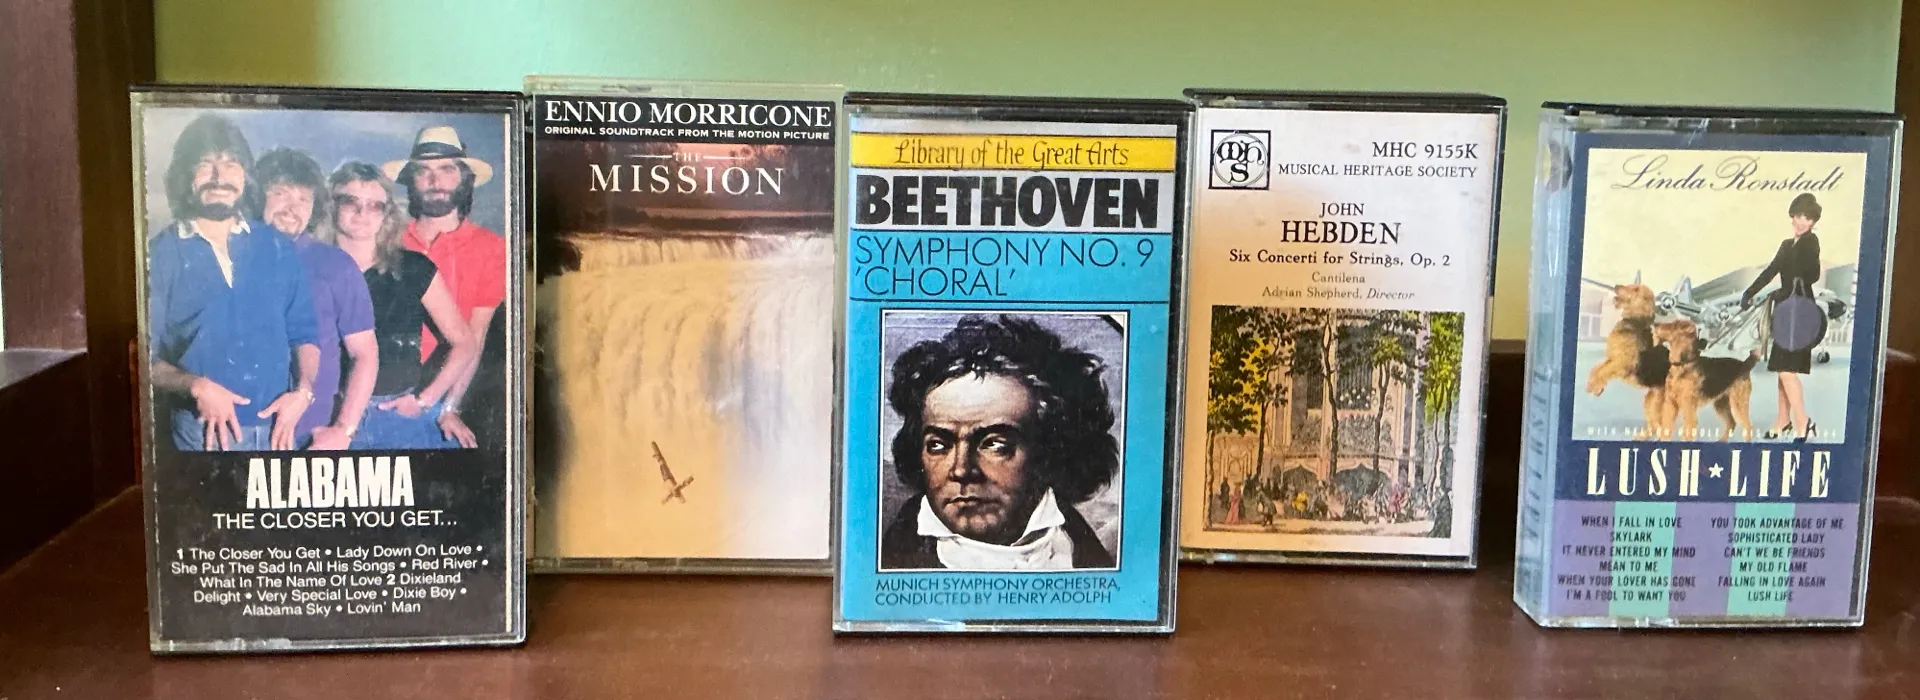 ALABAMA
THE CLOSER YOU GET...
1 The Closer You Get • Lady Down On Love •
She Put The Sad In All His Songs • Red River •
What In The Name Of Love 2 Dixieland
Delight • Very Special Love • Dixie Boy •
Alabama Sky • Lovin' Man
ENNIO MORRICONE
ORIGINAL SOUNDTRACK FROM THE MOTION PICTURE
THE
MISSION
Library of the Great Arts
BEETHOVEN
SYMPHONY NO. 9
'CHORAL'
MUNICH SYMPHONY ORCHESTRA,
CONDUCTED BY HENRY ADOLPH
mhs
MHC 9155K
MUSICAL HERITAGE SOCIETY
JOHN
HEBDEN
Six Concerti for Strings, Op. 2
Cantilena
Adrian Shepherd, Director
Linda Ronstadt
WITH NELSON RIDDLE & HIS ORCHESTRA
LUSH★LIFE
WHEN I FALL IN LOVE
SKYLARK
IT NEVER ENTERED MY MIND
MEAN TO ME
WHEN YOUR LOVER HAS GONE
I'M A FOOL TO WANT YOU
YOU TOOK ADVANTAGE OF ME
SOPHISTICATED LADY
CAN'T WE BE FRIENDS
MY OLD FLAME
FALLING IN LOVE AGAIN
LUSH LIFE